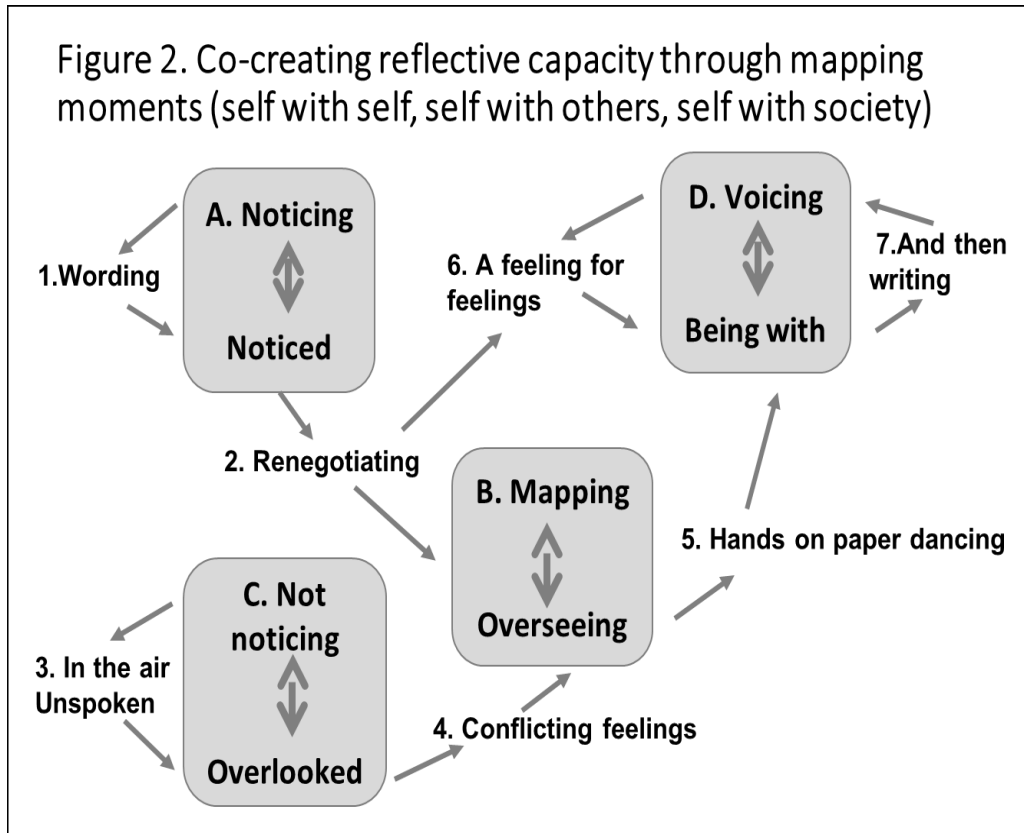 Figure 2. Co-creating reflective capacity through mapping
moments (self with self, self with others, self with society)
A. Noticing
Noticed
1.Wording
2. Renegotiating
6. A feeling for
feelings
D. Voicing
Being with
7.And then
writing
B. Mapping
Overseeing
5. Hands on paper dancing
C. Not
noticing
Overlooked
3. In the air
Unspoken
4. Conflicting feelings